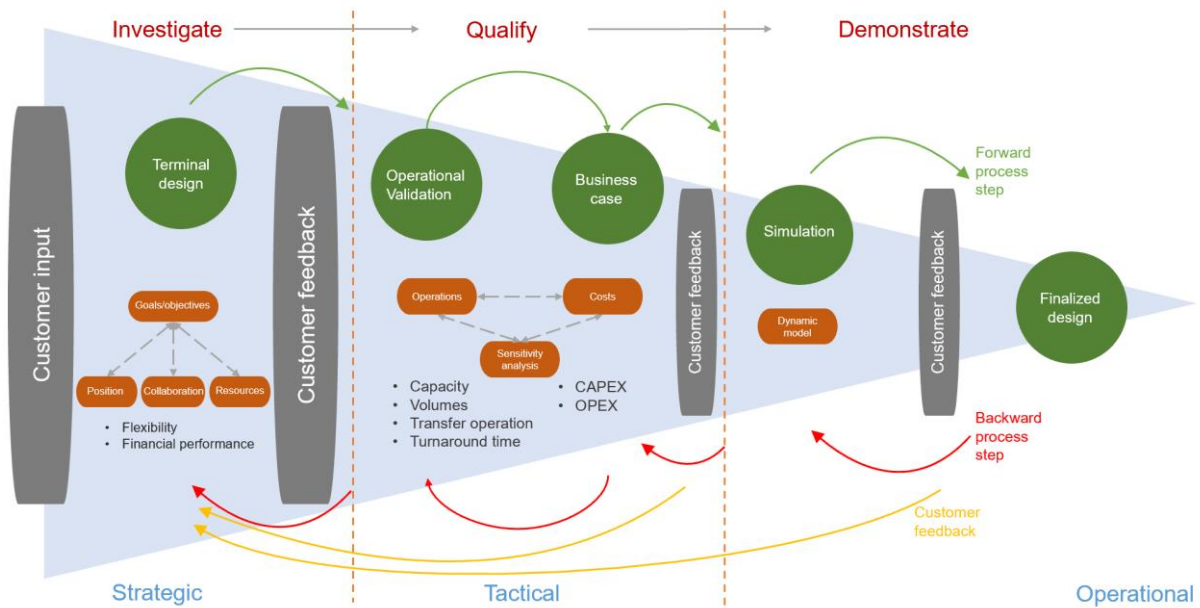 Investigate
Qualify
Demonstrate
Customer input
Terminal
design
Goals/objectives
Position
Collaboration
Resources
• Flexibility
• Financial performance
Customer feedback
Operational
Validation
Business
case
Operations
Costs
Sensitivity
analysis
• Capacity
• Volumes
• Transfer operation
• Turnaround time
• CAPEX
• OPEX
Customer feedback
Simulation
Dynamic
model
Customer feedback
Forward
process
step
Finalized
design
Backward
process
step
Customer
feedback
Strategic
Tactical
Operational